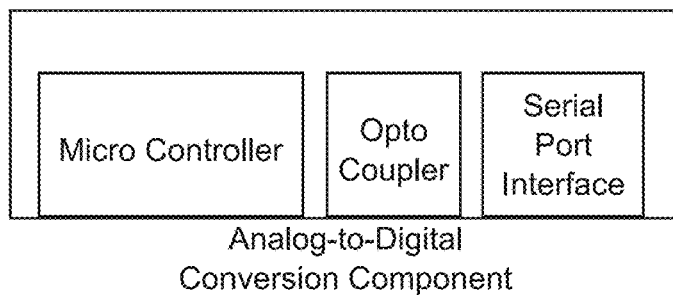 Micro Controller
Opto
Coupler
Serial
Port
Interface
Analog-to-Digital
Conversion Component